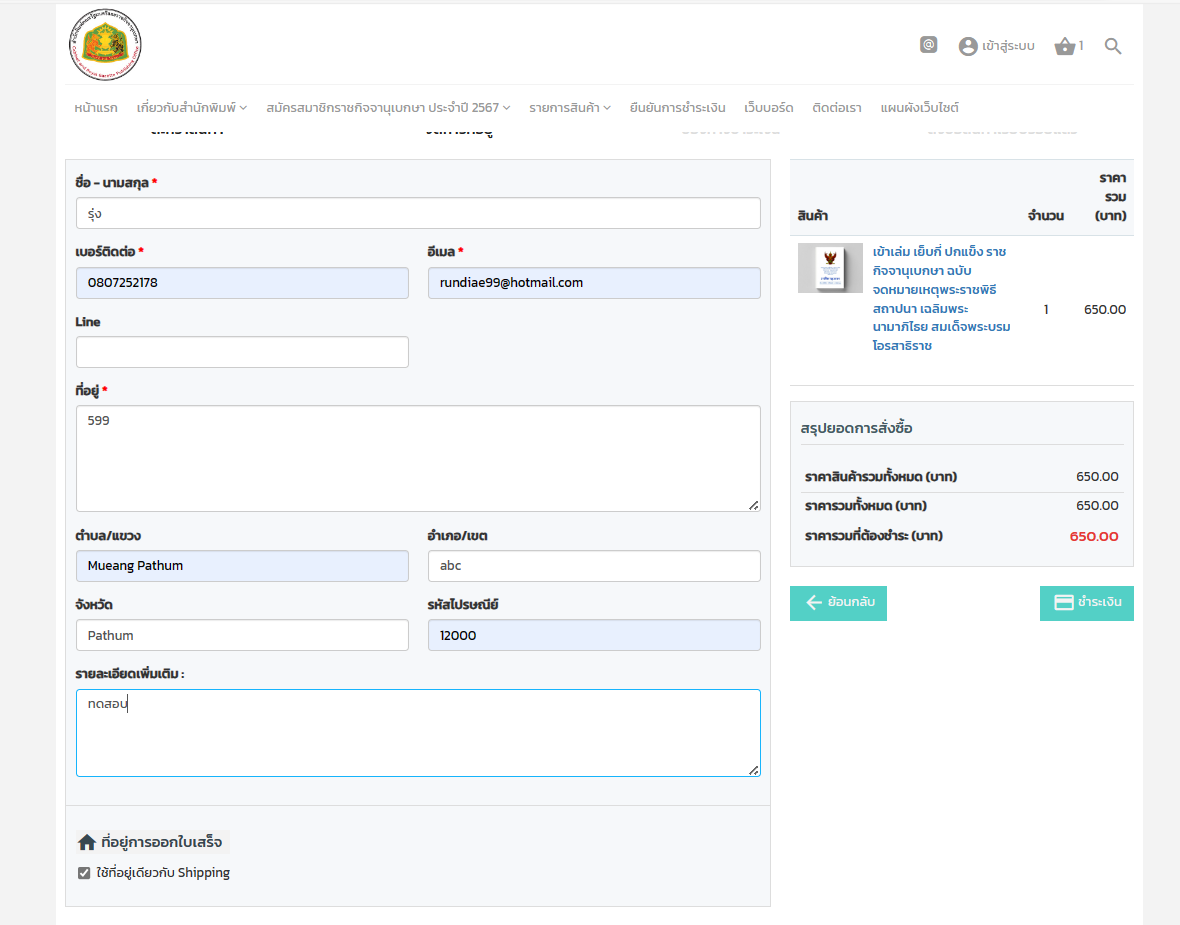 @
เข้าสู่ระบบ
1
หน้าแรก
เกี่ยวกับสำนักพิมพ์
สมัครสมาชิกราชกิจจานุเบกษา ประจำปี 2567
รายการสินค้า
ยืนยันการชำระเงิน
เว็บบอร์ด
ติดต่อเรา
แผนผังเว็บไซต์
ชื่อ - นามสกุล *
รุ่ง
เบอร์ติดต่อ *
อีเมล *
0807252178
rundiae99@hotmail.com
Line
ที่อยู่ *
599
ตำบล/แขวง
อำเภอ/เขต
Mueang Pathum
abc
จังหวัด
รหัสไปรษณีย์
Pathum
12000
รายละเอียดเพิ่มเติม :
ทดสอบ
ที่อยู่การออกใบเสร็จ
ใช้ที่อยู่เดียวกับ Shipping
สินค้า
จำนวน
ราคา
รวม
(บาท)
เข้าเล่ม เย็บกี่ ปกแข็ง ราช
กิจจานุเบกษา ฉบับ
จดหมายเหตุพระราชพิธี
สถาปนา เฉลิมพระ
นามาภิไธย สมเด็จพระบรม
โอรสาธิราช
1
650.00
สรุปยอดการสั่งซื้อ
ราคาสินค้ารวมทั้งหมด (บาท)
650.00
ราคารวมทั้งหมด (บาท)
650.00
ราคารวมที่ต้องชำระ (บาท)
650.00
ย้อนกลับ
ชำระเงิน